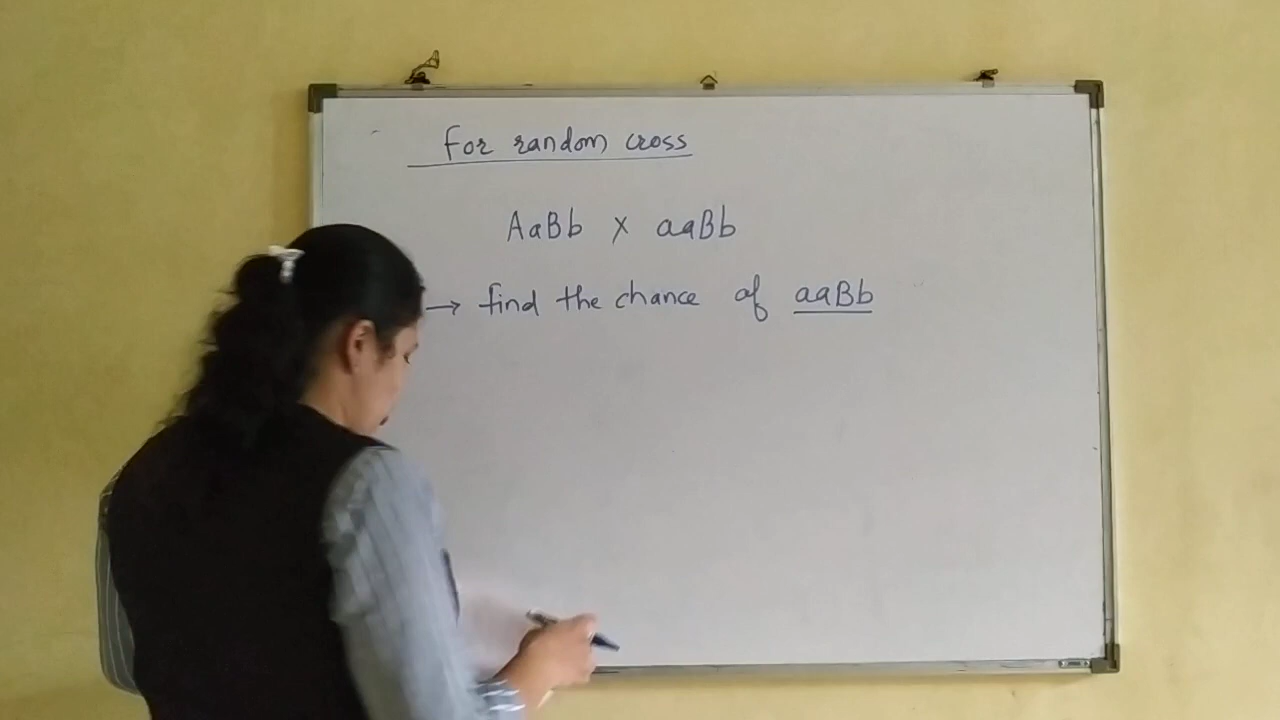 For random cross
AaBb x aaBb
→ find the chance of aaBb